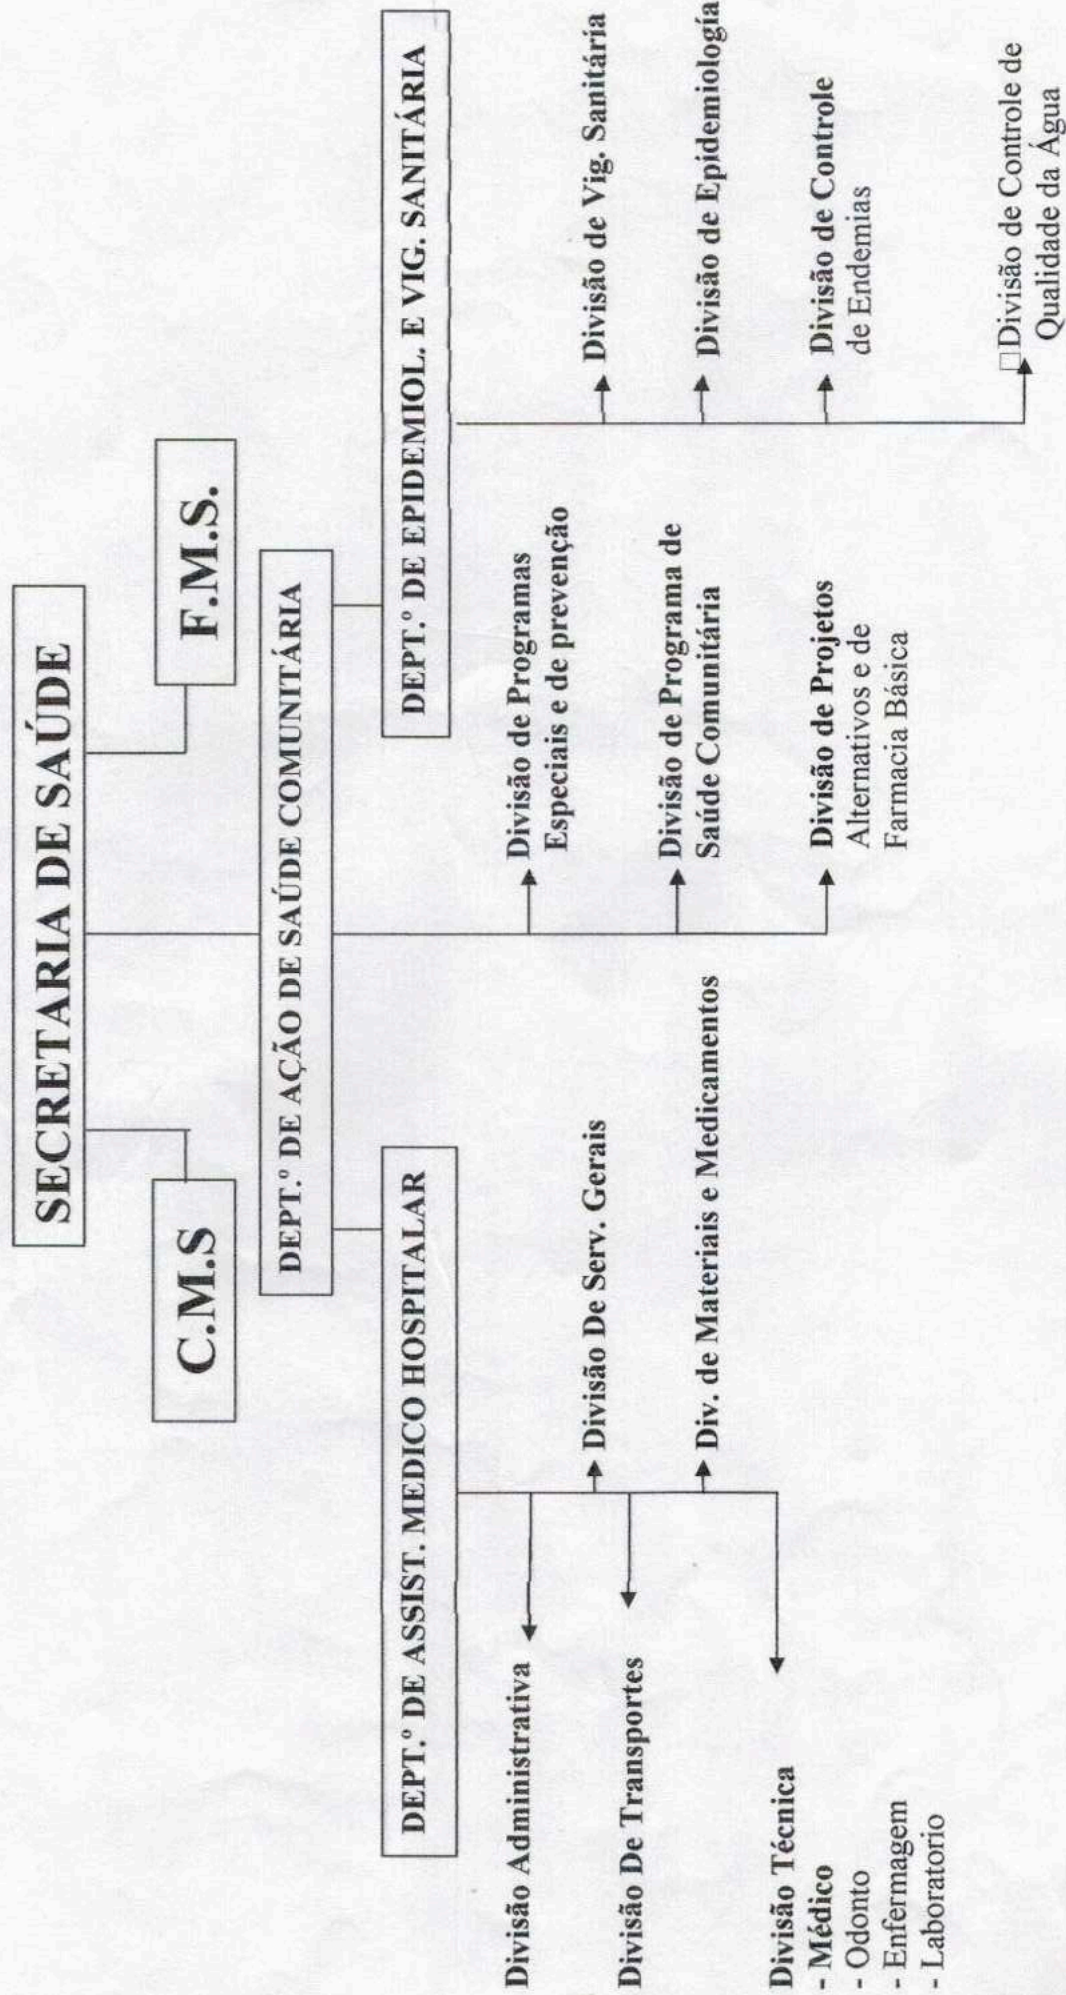 SECRETARIA DE SAÚDE
C.M.S
F.M.S.
DEPT.º DE AÇÃO DE SAÚDE COMUNITÁRIA
DEPT.º DE ASSIST. MEDICO HOSPITALAR
DEPT.º DE EPIDEMIOL. E VIG. SANITÁRIA
Divisão Administrativa
Divisão De Serv. Gerais
Divisão De Transportes
Div. de Materiais e Medicamentos
Divisão Técnica
- Médico
- Odonto
- Enfermagem
- Laboratorio
Divisão de Programas
Especiais e de prevenção
Divisão de Programa de
Saúde Comunitária
Divisão de Projetos
Alternativos e de
Farmacia Básica
Divisão de Vig. Sanitária
Divisão de Epidemiologia
Divisão de Controle
de Endemias
Divisão de Controle de
Qualidade da Água